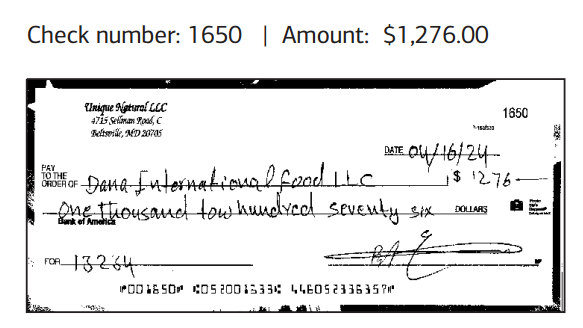 Check number: 1650 | Amount: $1,276.00
Unique Natural LLC
4715 Sellman Road, C
Beltsville, MD 20705
1650
DATE 04/16/24
PAY
TO THE
ORDER OF Dana International food LLC $ 1276
One thousand tow hundred seventy six DOLLARS
Bank of America
FOR 13264
⑈001650⑈ ⑆052001633⑆ 446052336357⑈